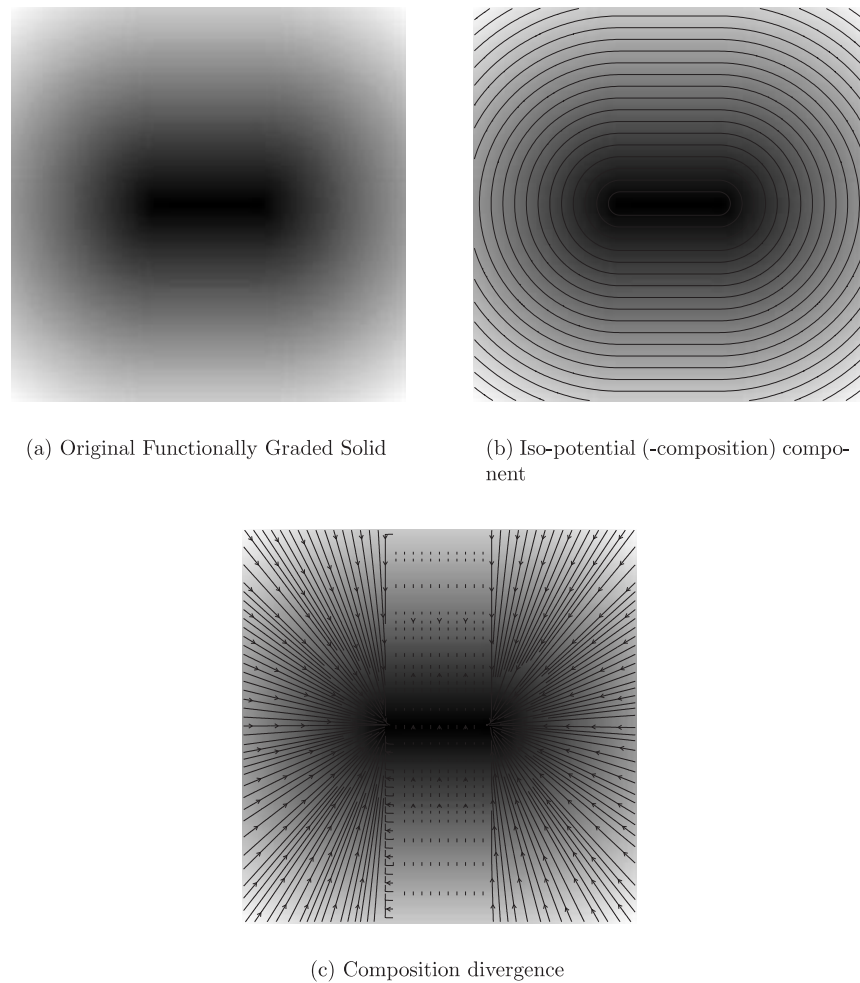 (a) Original Functionally Graded Solid
(b) Iso-potential (-composition) compo-
nent
(c) Composition divergence